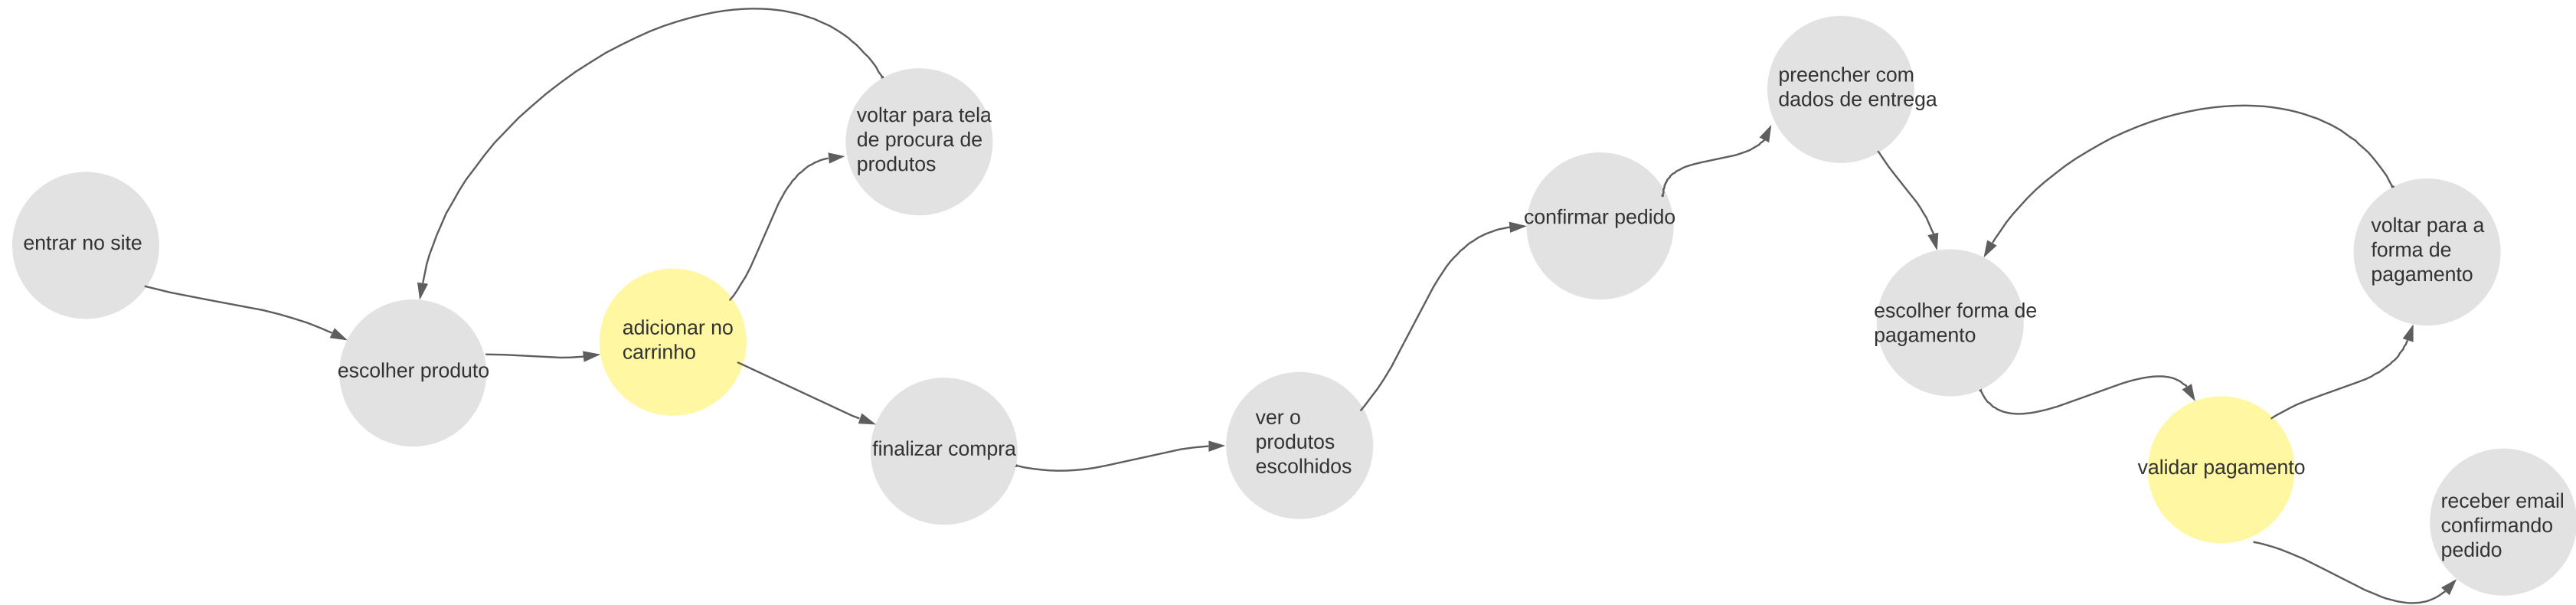 entrar no site
escolher produto
adicionar no
carrinho
voltar para tela
de procura de
produtos
finalizar compra
ver o
produtos
escolhidos
confirmar pedido
preencher com
dados de entrega
escolher forma de
pagamento
validar pagamento
voltar para a
forma de
pagamento
receber email
confirmando
pedido